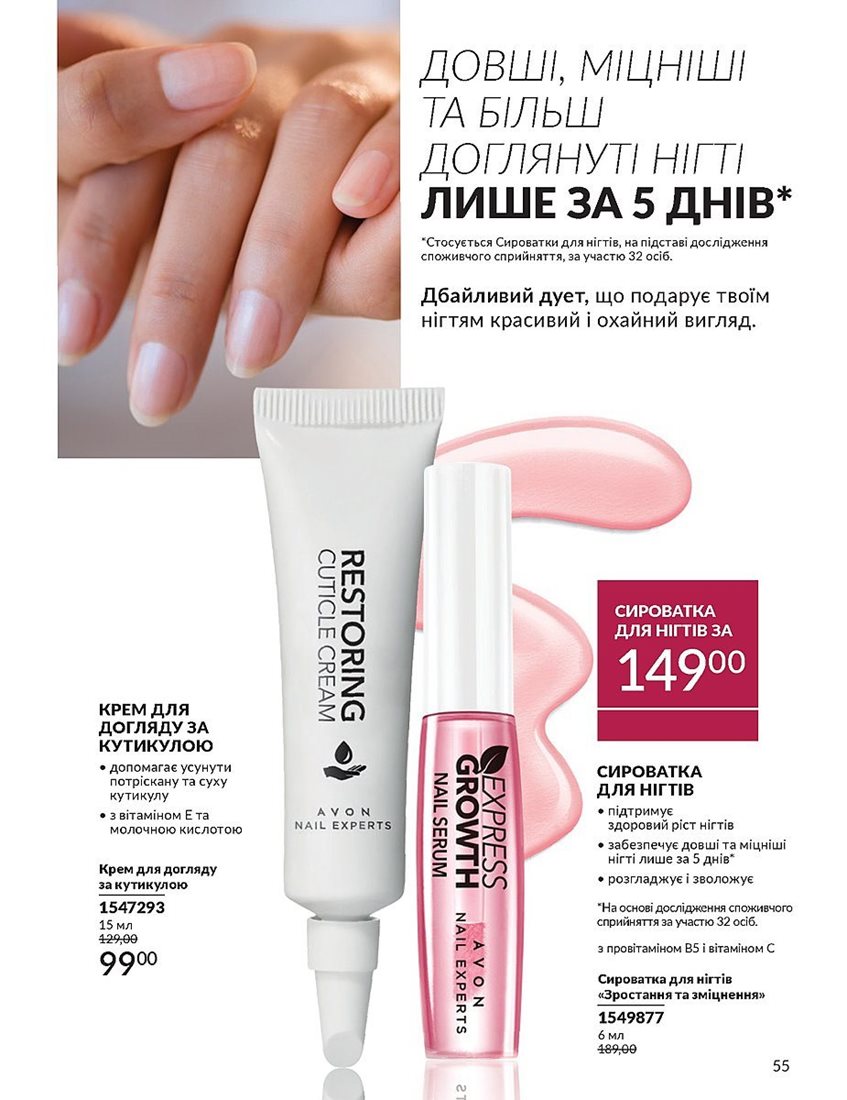 ДОВШІ, МІЦНІШІ
ТА БІЛЬШ
ДОГЛЯНУТІ НІГТІ
ЛИШЕ ЗА 5 ДНІВ*
*Стосується Сироватки для нігтів, на підставі дослідження
споживчого сприйняття, за участю 32 осіб.
Дбайливий дует, що подарує твоїм
нігтям красивий і охайний вигляд.
RESTORING
CUTICLE CREAM
AVON
NAIL EXPERTS
EXPRESS
GROWTH
NAIL SERUM
AVON
NAIL EXPERTS
СИРОВАТКА
ДЛЯ НІГТІВ ЗА
14900
КРЕМ ДЛЯ
ДОГЛЯДУ ЗА
КУТИКУЛОЮ
• допомагає усунути
потріскану та суху
кутикулу
• з вітаміном Е та
молочною кислотою
Крем для догляду
за кутикулою
1547293
15 мл
129,00
9900
СИРОВАТКА
ДЛЯ НІГТІВ
• підтримує
здоровий ріст нігтів
• забезпечує довші та міцніші
нігті лише за 5 днів*
• розгладжує і зволожує
*На основі дослідження споживчого
сприйняття за участю 32 осіб.
з провітаміном B5 і вітаміном С
Сироватка для нігтів
«Зростання та зміцнення»
1549877
6 мл
189,00
55